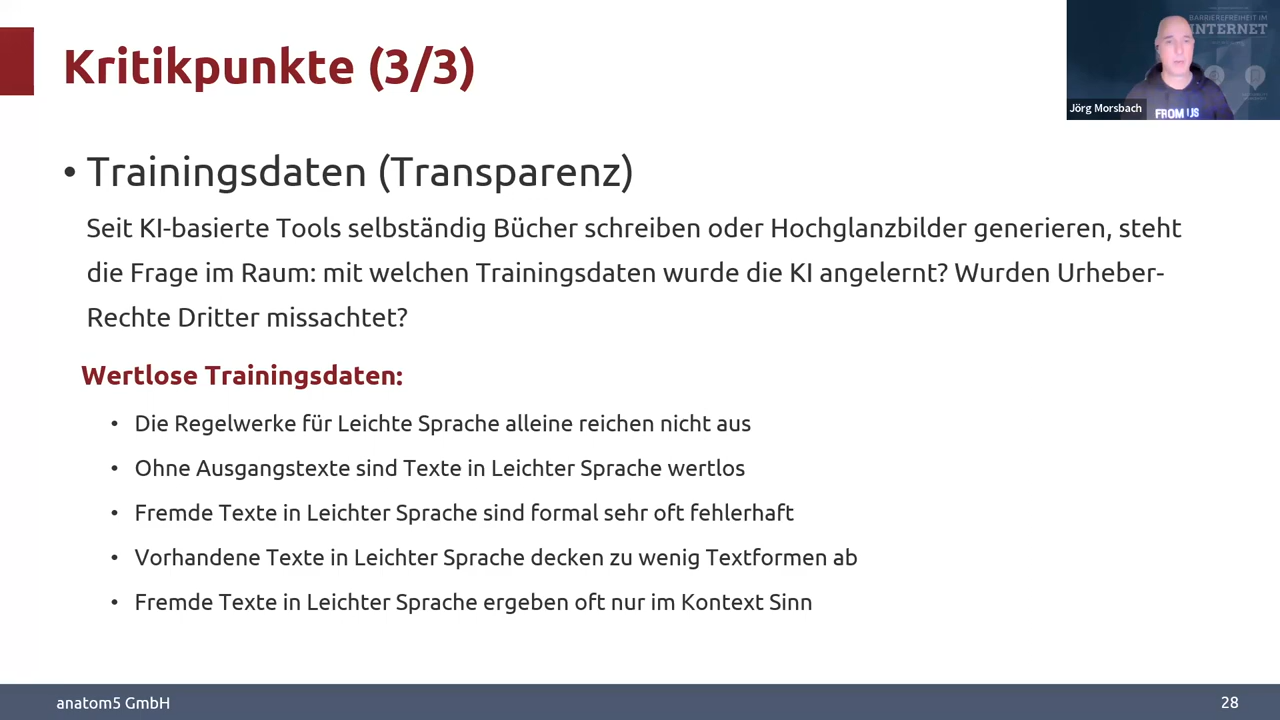 Kritikpunkte (3/3)
BARRIEREFREIHEIT IM
INTERNET
FROM US
Jörg Morsbach
• Trainingsdaten (Transparenz)
Seit KI-basierte Tools selbständig Bücher schreiben oder Hochglanzbilder generieren, steht
die Frage im Raum: mit welchen Trainingsdaten wurde die KI angelernt? Wurden Urheber-
Rechte Dritter missachtet?
Wertlose Trainingsdaten:
• Die Regelwerke für Leichte Sprache alleine reichen nicht aus
• Ohne Ausgangstexte sind Texte in Leichter Sprache wertlos
• Fremde Texte in Leichter Sprache sind formal sehr oft fehlerhaft
• Vorhandene Texte in Leichter Sprache decken zu wenig Textformen ab
• Fremde Texte in Leichter Sprache ergeben oft nur im Kontext Sinn
anatom5 GmbH
28